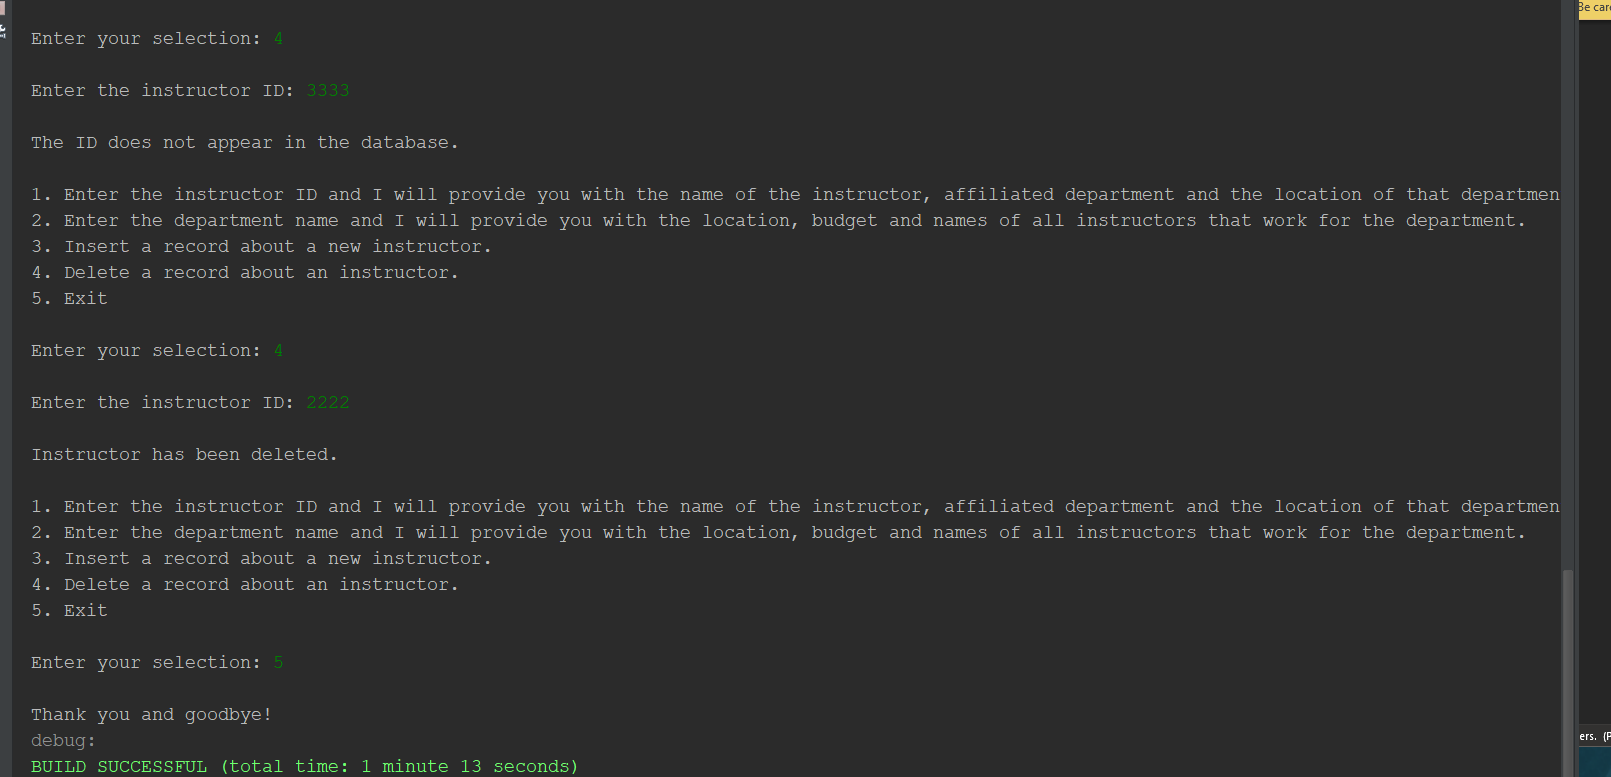 Be car
Enter your selection: 4
Enter the instructor ID: 3333
The ID does not appear in the database.
1. Enter the instructor ID and I will provide you with the name of the instructor, affiliated department and the location of that departmen
2. Enter the department name and I will provide you with the location, budget and names of all instructors that work for the department.
3. Insert a record about a new instructor.
4. Delete a record about an instructor.
5. Exit
Enter your selection: 4
Enter the instructor ID: 2222
Instructor has been deleted.
1. Enter the instructor ID and I will provide you with the name of the instructor, affiliated department and the location of that departmen
2. Enter the department name and I will provide you with the location, budget and names of all instructors that work for the department.
3. Insert a record about a new instructor.
4. Delete a record about an instructor.
5. Exit
Enter your selection: 5
Thank you and goodbye!
ers. (P
debug:
BUILD SUCCESSFUL (total time: 1 minute 13 seconds)